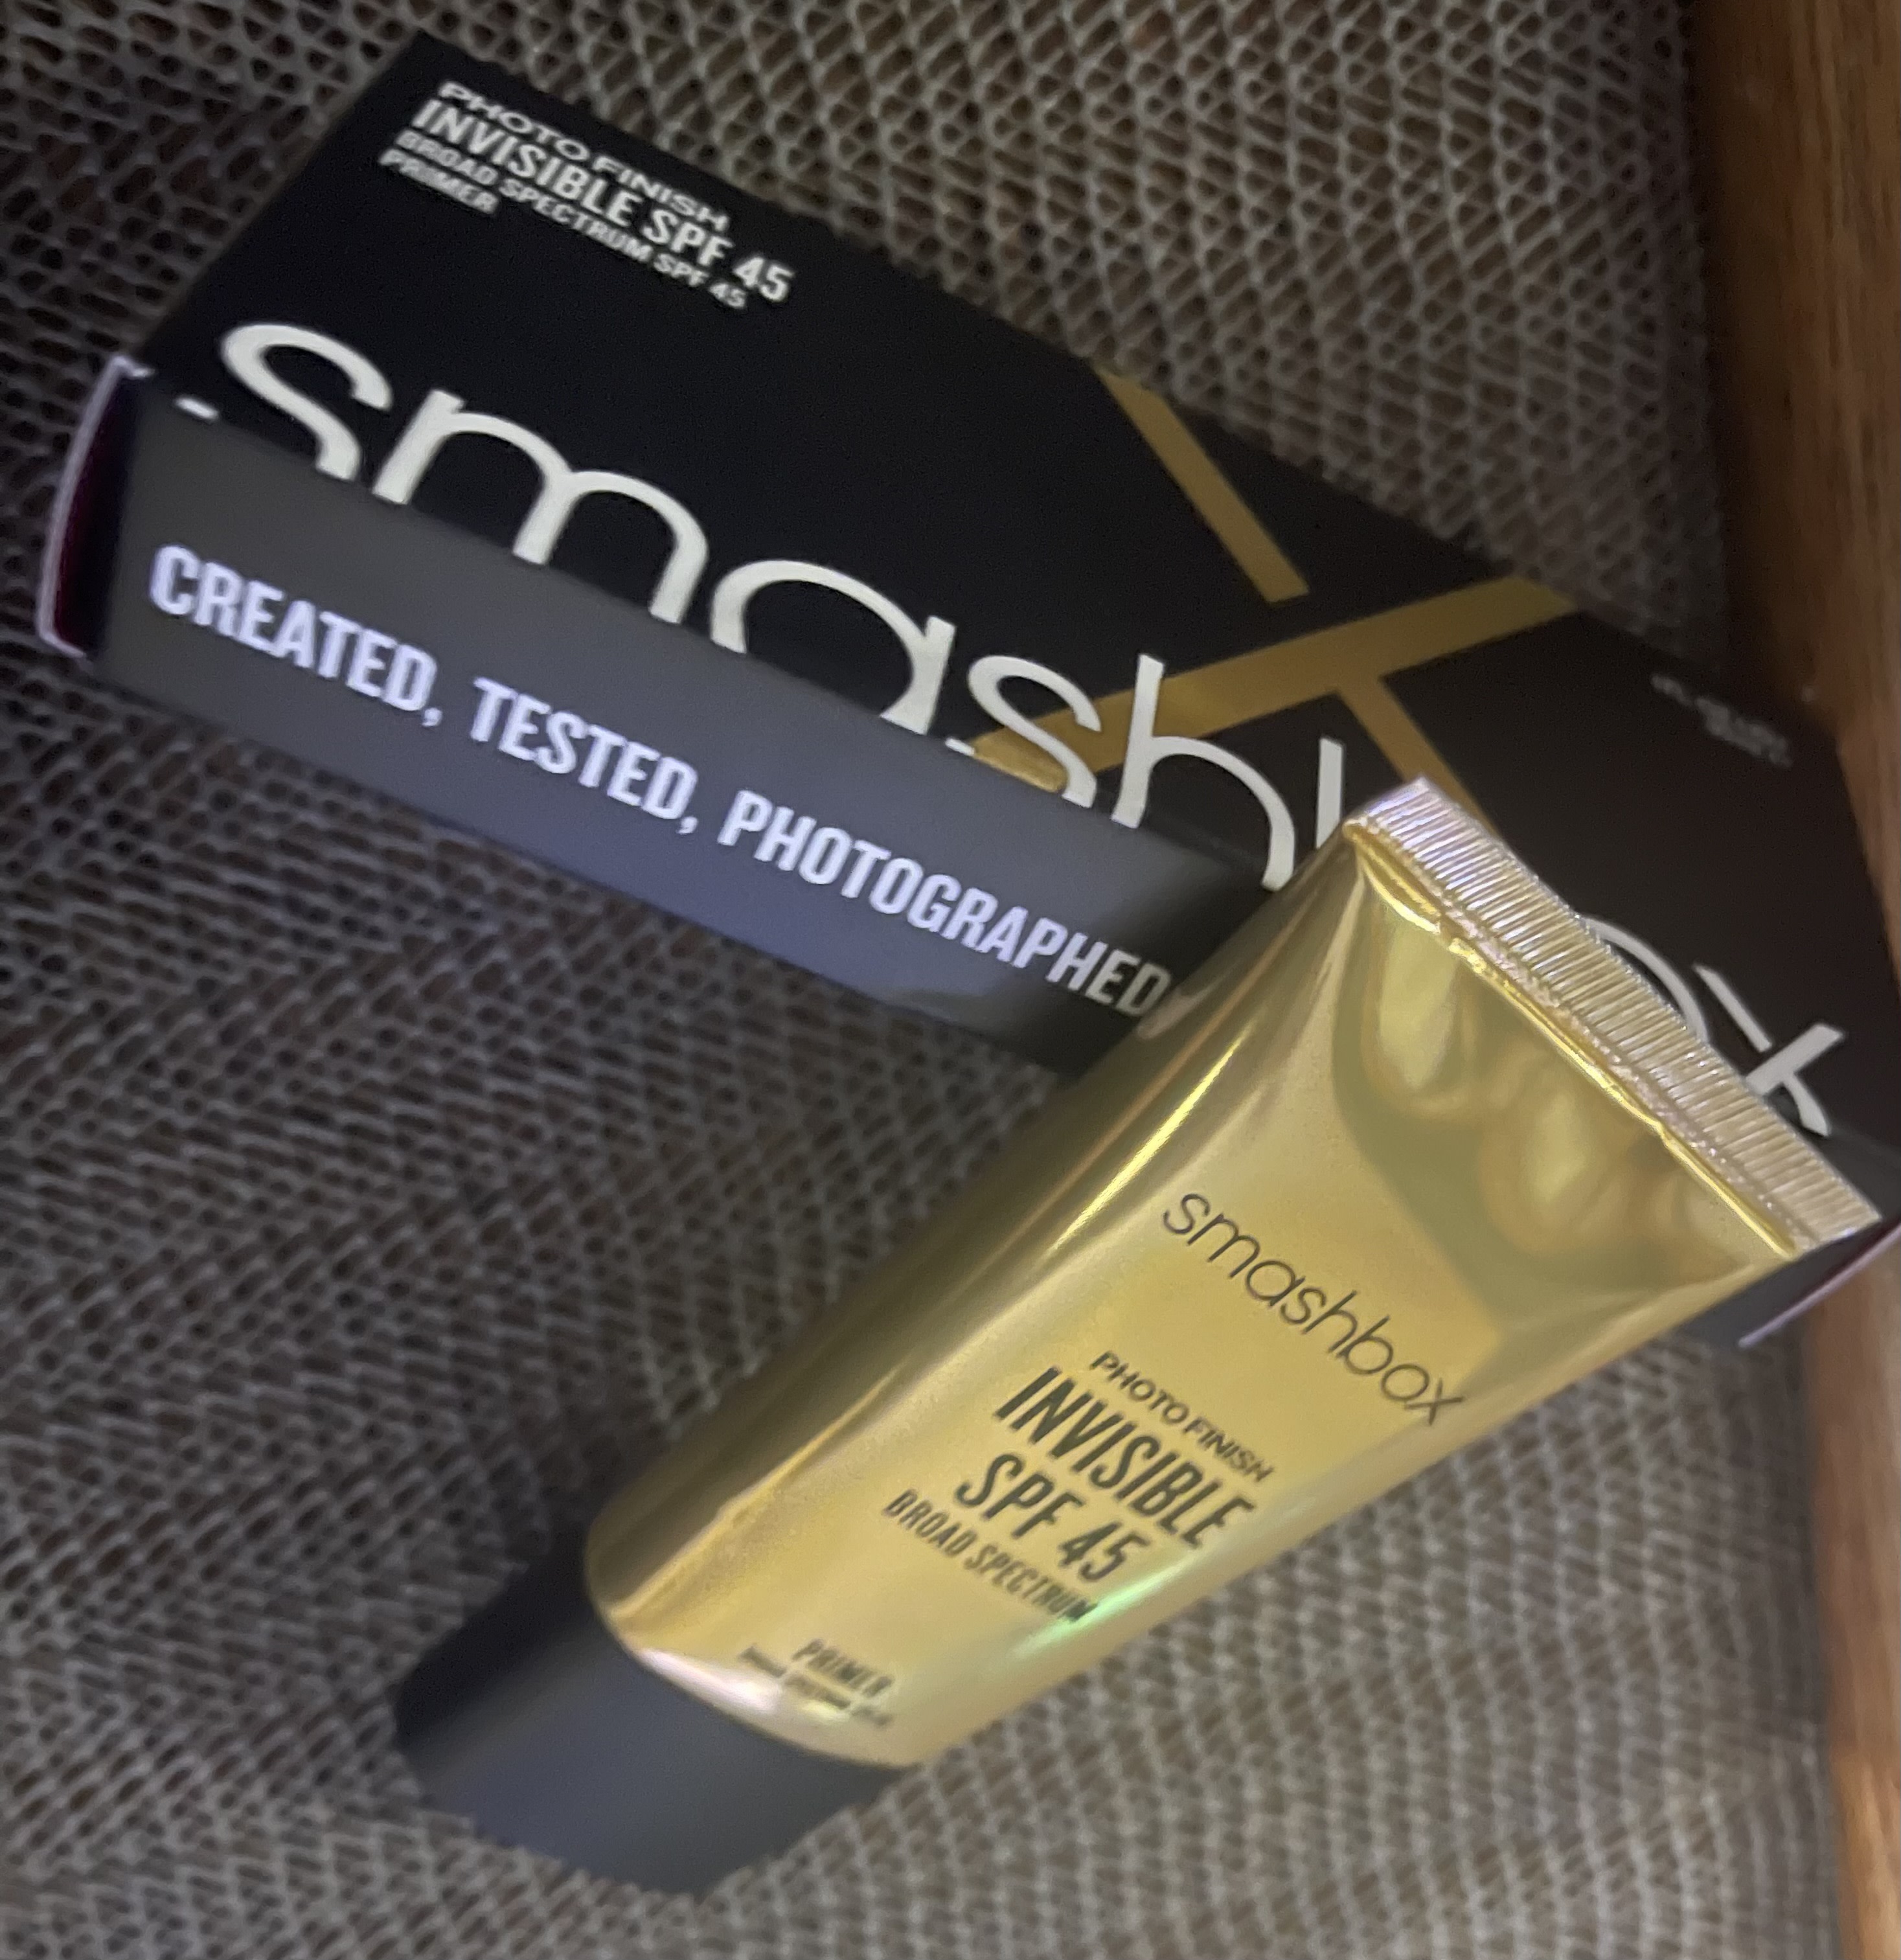 PHOTO FINISH
INVISIBLE SPF 45
BROAD SPECTRUM SPF 45
PRIMER
smash
CREATED, TESTED, PHOTOGRAPHED
smashbox
PHOTO FINISH
INVISIBLE
SPF 45
BROAD SPECTRUM
PRIMER